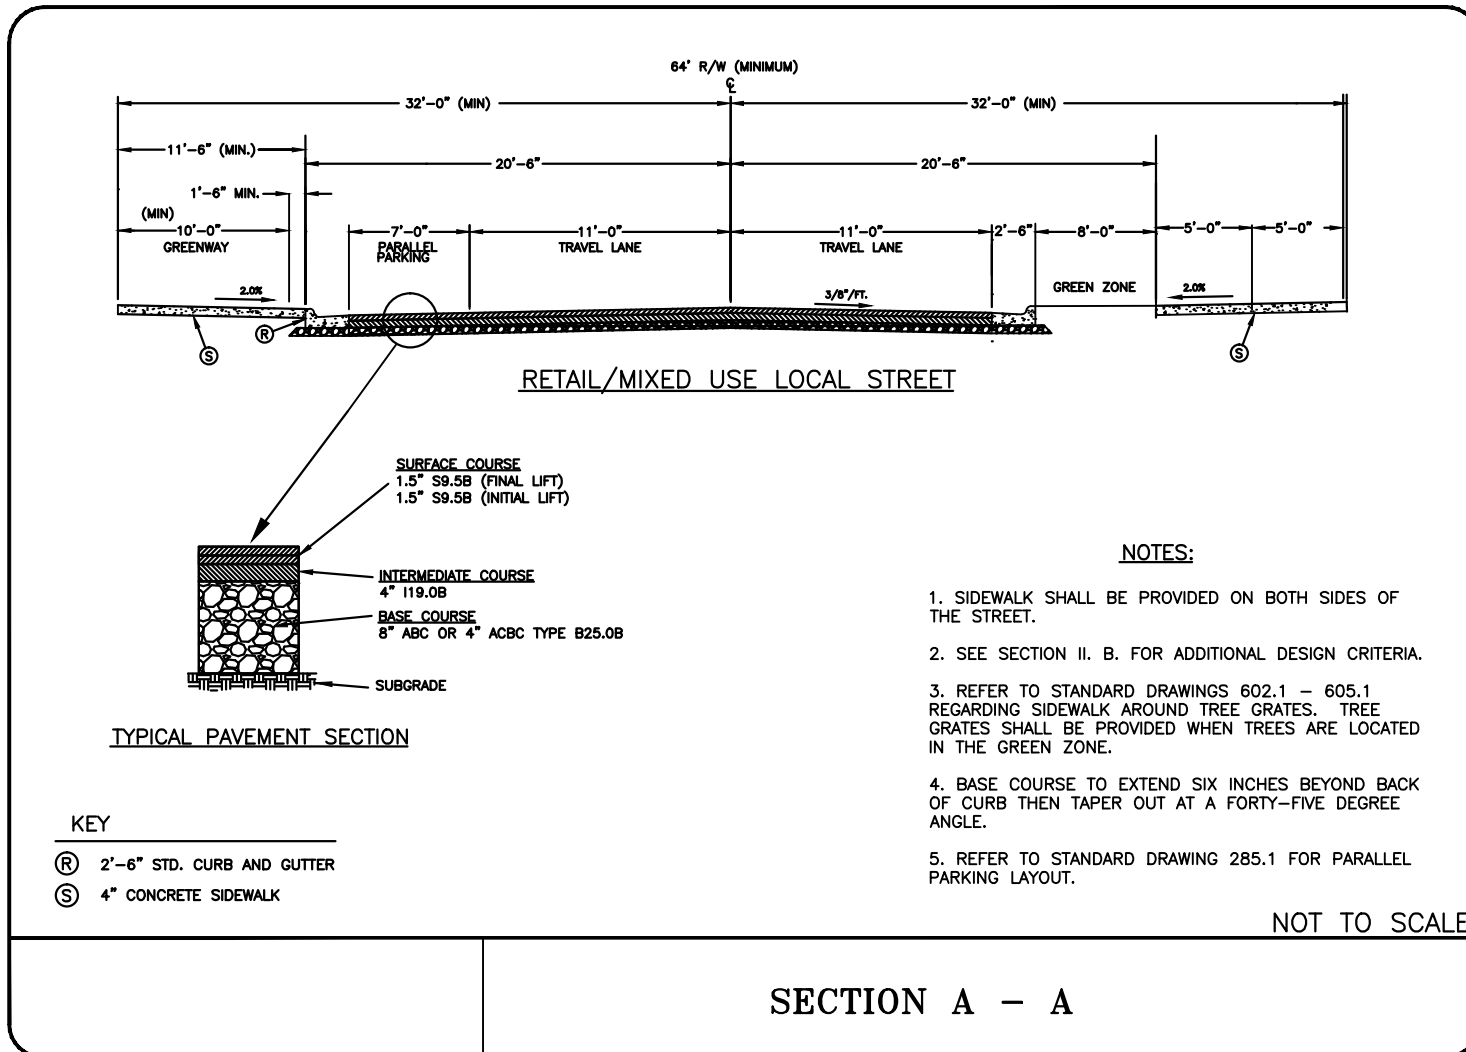 64' R/W (MINIMUM)
℄
32'-0" (MIN) 32'-0" (MIN)
11'-6" (MIN.)
20'-6" 20'-6"
1'-6" MIN.
(MIN)
10'-0" 7'-0" 11'-0" 11'-0" 2'-6" 8'-0" 5'-0" 5'-0"
GREENWAY PARALLEL TRAVEL LANE TRAVEL LANE
PARKING
2.0% 3/8"/FT. GREEN ZONE 2.0%
R
S S
RETAIL/MIXED USE LOCAL STREET
SURFACE COURSE
1.5" S9.5B (FINAL LIFT)
1.5" S9.5B (INITIAL LIFT)
INTERMEDIATE COURSE
4" I19.0B
BASE COURSE
8" ABC OR 4" ACBC TYPE B25.0B
SUBGRADE
TYPICAL PAVEMENT SECTION
KEY
R 2'-6" STD. CURB AND GUTTER
S 4" CONCRETE SIDEWALK
NOTES:
1. SIDEWALK SHALL BE PROVIDED ON BOTH SIDES OF
THE STREET.
2. SEE SECTION II. B. FOR ADDITIONAL DESIGN CRITERIA.
3. REFER TO STANDARD DRAWINGS 602.1 – 605.1
REGARDING SIDEWALK AROUND TREE GRATES. TREE
GRATES SHALL BE PROVIDED WHEN TREES ARE LOCATED
IN THE GREEN ZONE.
4. BASE COURSE TO EXTEND SIX INCHES BEYOND BACK
OF CURB THEN TAPER OUT AT A FORTY–FIVE DEGREE
ANGLE.
5. REFER TO STANDARD DRAWING 285.1 FOR PARALLEL
PARKING LAYOUT.
NOT TO SCALE
SECTION A – A